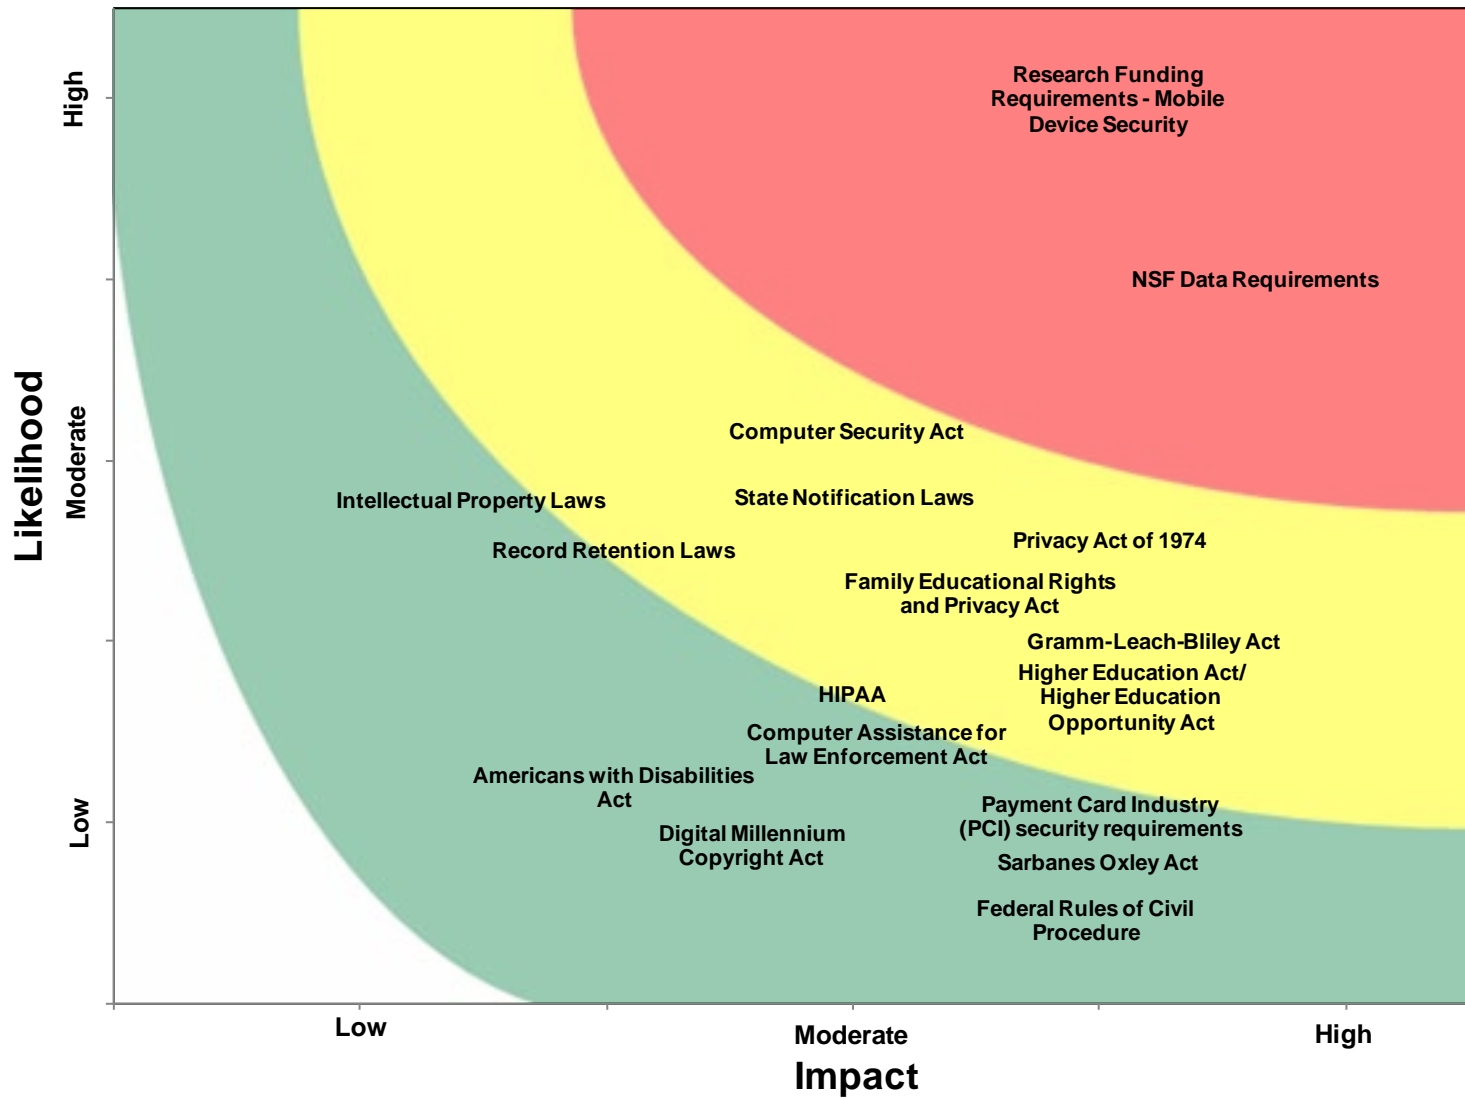 High
Moderate
Low
Likelihood
Research Funding
Requirements - Mobile
Device Security
NSF Data Requirements
Computer Security Act
Intellectual Property Laws
State Notification Laws
Record Retention Laws
Privacy Act of 1974
Family Educational Rights
and Privacy Act
Gramm-Leach-Bliley Act
Higher Education Act/
Higher Education
Opportunity Act
HIPAA
Computer Assistance for
Law Enforcement Act
Americans with Disabilities
Act
Payment Card Industry
(PCI) security requirements
Digital Millennium
Copyright Act
Sarbanes Oxley Act
Federal Rules of Civil
Procedure
Low
Moderate
High
Impact